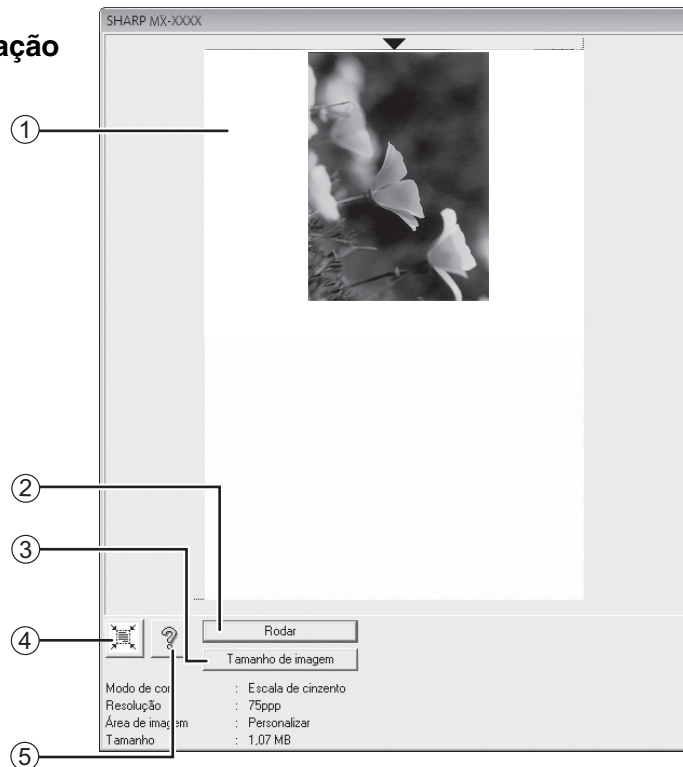 SHARP MX-XXXX
ação
①
②
③
④
⑤
Rodar
Tamanho de imagem
Modo de cor : Escala de cinzento
Resolução : 75ppp
Área de imagem : Personalizar
Tamanho : 1,07 MB